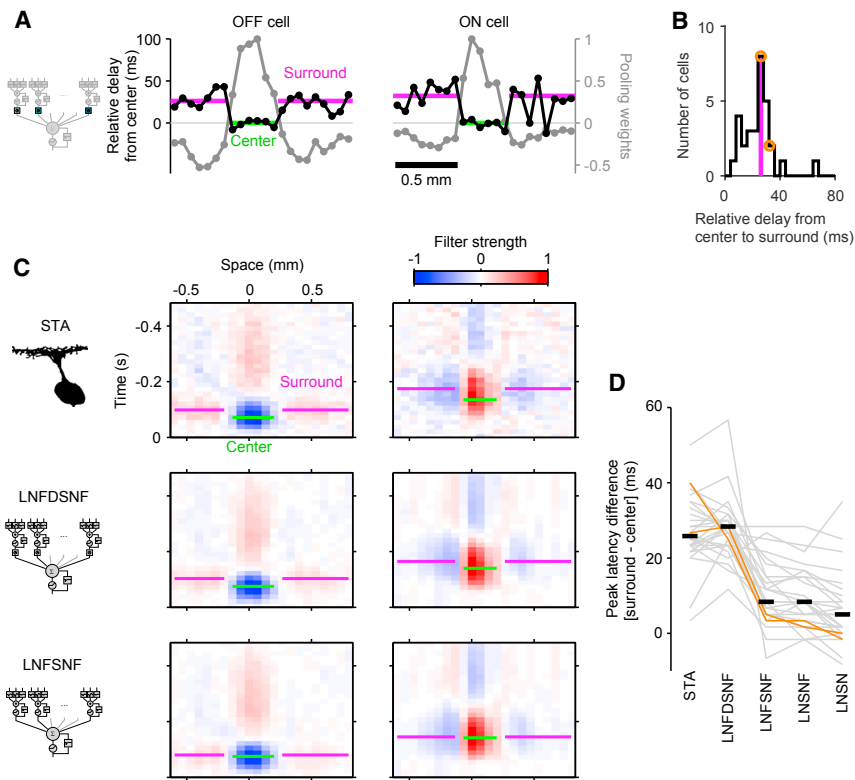 A
OFF cell
ON cell
B
100
50
0
Relative delay
from center (ms)
Surround
Center
1
0.5
0
-0.5
Pooling weights
0.5 mm
...
Σ
10
5
0
Number of cells
0
40
80
Relative delay from
center to surround (ms)
C
Space (mm)
-0.5
0
0.5
Filter strength
-1
0
1
STA
Time (s)
-0.4
-0.2
0
Surround
Center
LNFDSNF
...
Σ
LNFSNF
...
Σ
D
60
40
20
0
Peak latency difference
[surround - center] (ms)
STA
LNFDSNF
LNFSNF
LNSNF
LNSN